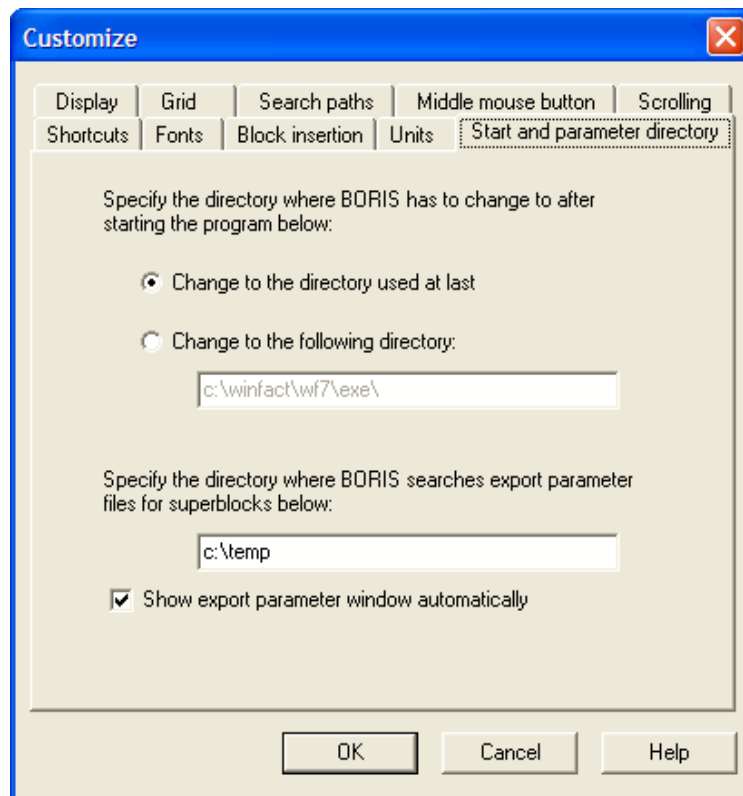 Customize
Display Grid Search paths Middle mouse button Scrolling
Shortcuts Fonts Block insertion Units Start and parameter directory
Specify the directory where BORIS has to change to after
starting the program below:
Change to the directory used at last
Change to the following directory:
c:\winfact\wf7\exe\
Specify the directory where BORIS searches export parameter
files for superblocks below:
c:\temp
Show export parameter window automatically
OK Cancel Help